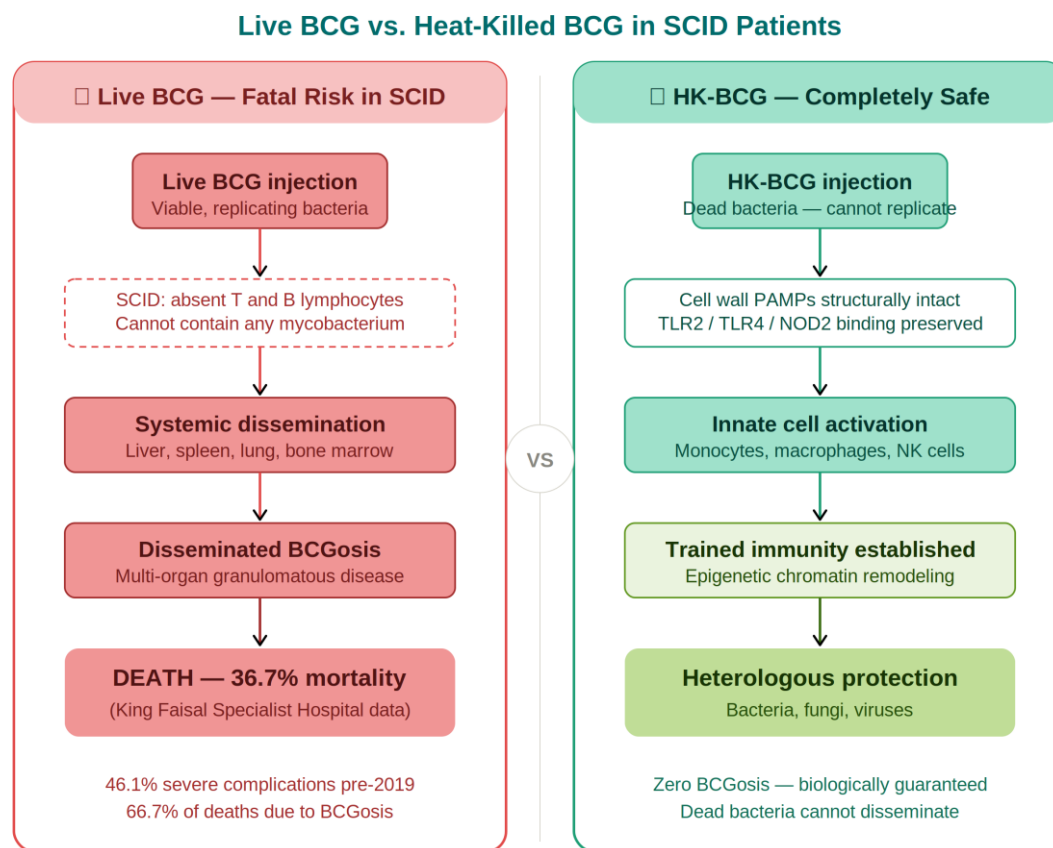 Live BCG vs. Heat-Killed BCG in SCID Patients
Live BCG — Fatal Risk in SCID
Live BCG injection
Viable, replicating bacteria
SCID: absent T and B lymphocytes
Cannot contain any mycobacterium
Systemic dissemination
Liver, spleen, lung, bone marrow
Disseminated BCGosis
Multi-organ granulomatous disease
DEATH — 36.7% mortality
(King Faisal Specialist Hospital data)
46.1% severe complications pre-2019
66.7% of deaths due to BCGosis
VS
HK-BCG — Completely Safe
HK-BCG injection
Dead bacteria — cannot replicate
Cell wall PAMPs structurally intact
TLR2 / TLR4 / NOD2 binding preserved
Innate cell activation
Monocytes, macrophages, NK cells
Trained immunity established
Epigenetic chromatin remodeling
Heterologous protection
Bacteria, fungi, viruses
Zero BCGosis — biologically guaranteed
Dead bacteria cannot disseminate